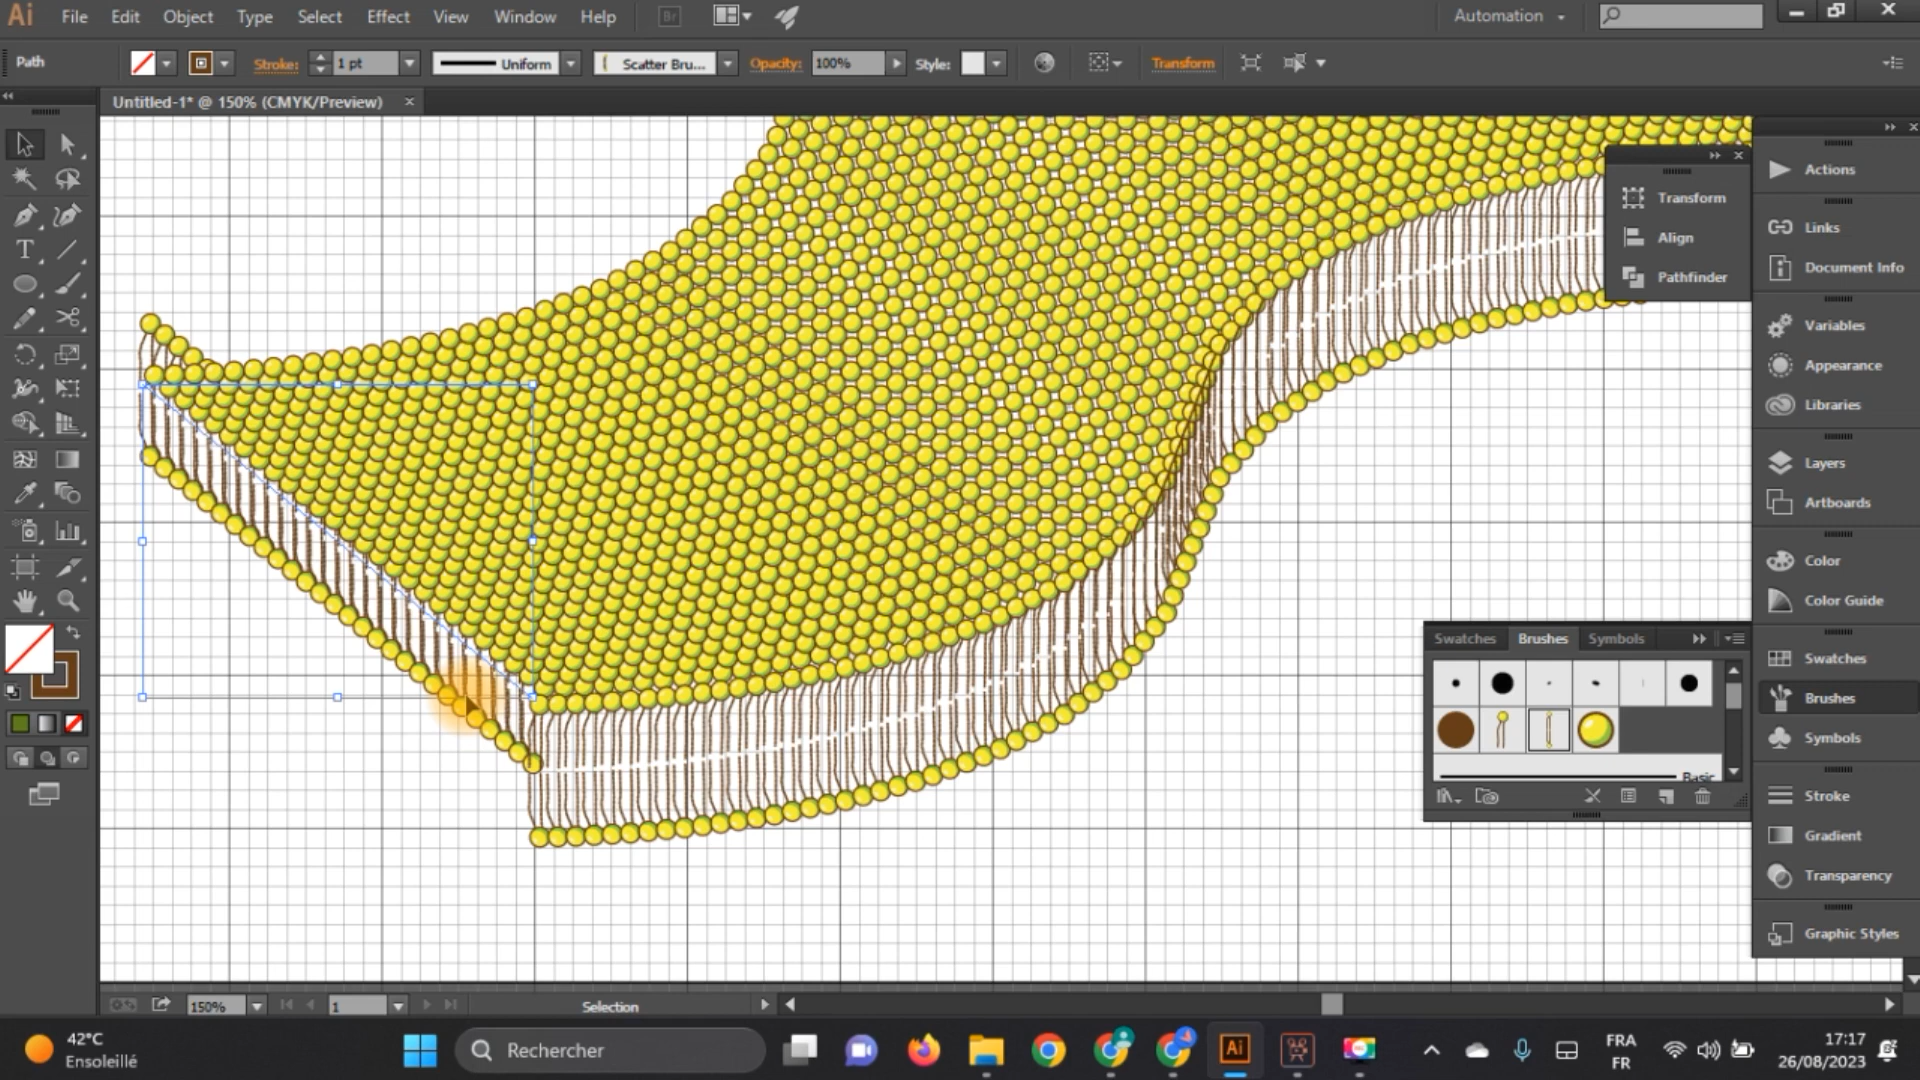 Ai File Edit Object Type Select Effect View Window Help Br Automation
Path Stroke: 1 pt Uniform Scatter Bru... Opacity: 100% Style: Transform
Untitled-1* @ 150% (CMYK/Preview)
Transform
Align
Pathfinder
Actions
Links
Document Info
Variables
Appearance
Libraries
Layers
Artboards
Color
Color Guide
Swatches
Brushes
Symbols
Stroke
Gradient
Transparency
Graphic Styles
Swatches Brushes Symbols
Basic
150% 1 Selection
42°C
Ensoleillé
Rechercher
Ai
FRA
FR
17:17
26/08/2023